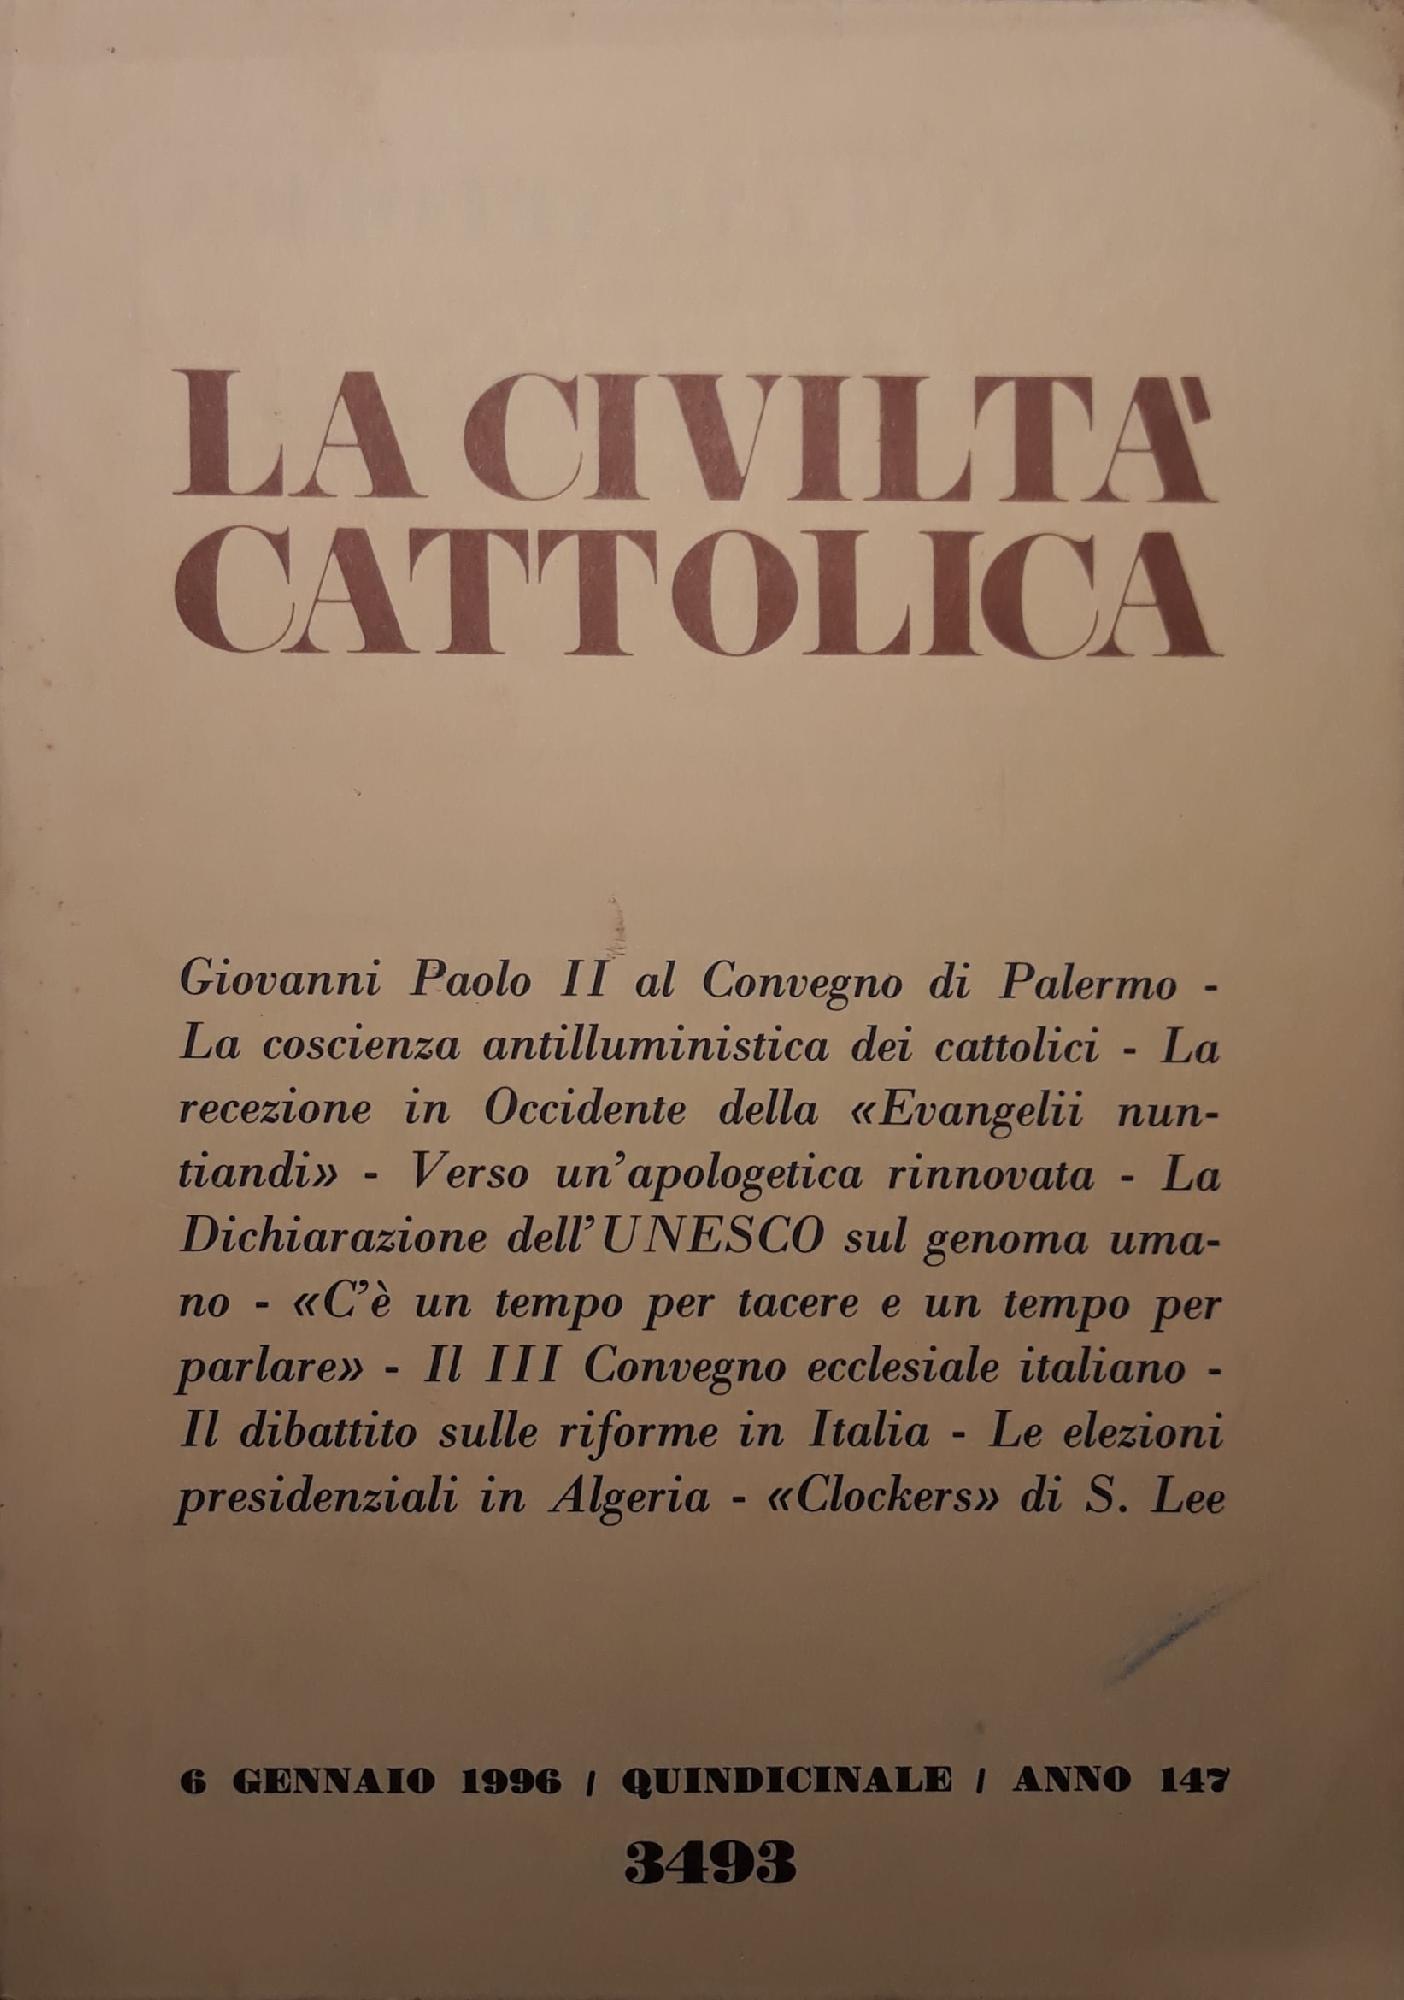 LA CIVILTÀ
CATTOLICA
Giovanni Paolo II al Convegno di Palermo -
La coscienza antilluministica dei cattolici - La
recezione in Occidente della «Evangelii nun-
tiandi» - Verso un'apologetica rinnovata - La
Dichiarazione dell'UNESCO sul genoma uma-
no - «C'è un tempo per tacere e un tempo per
parlare» - Il III Convegno ecclesiale italiano -
Il dibattito sulle riforme in Italia - Le elezioni
presidenziali in Algeria - «Clockers» di S. Lee
6 GENNAIO 1996 / QUINDICINALE / ANNO 147
3493